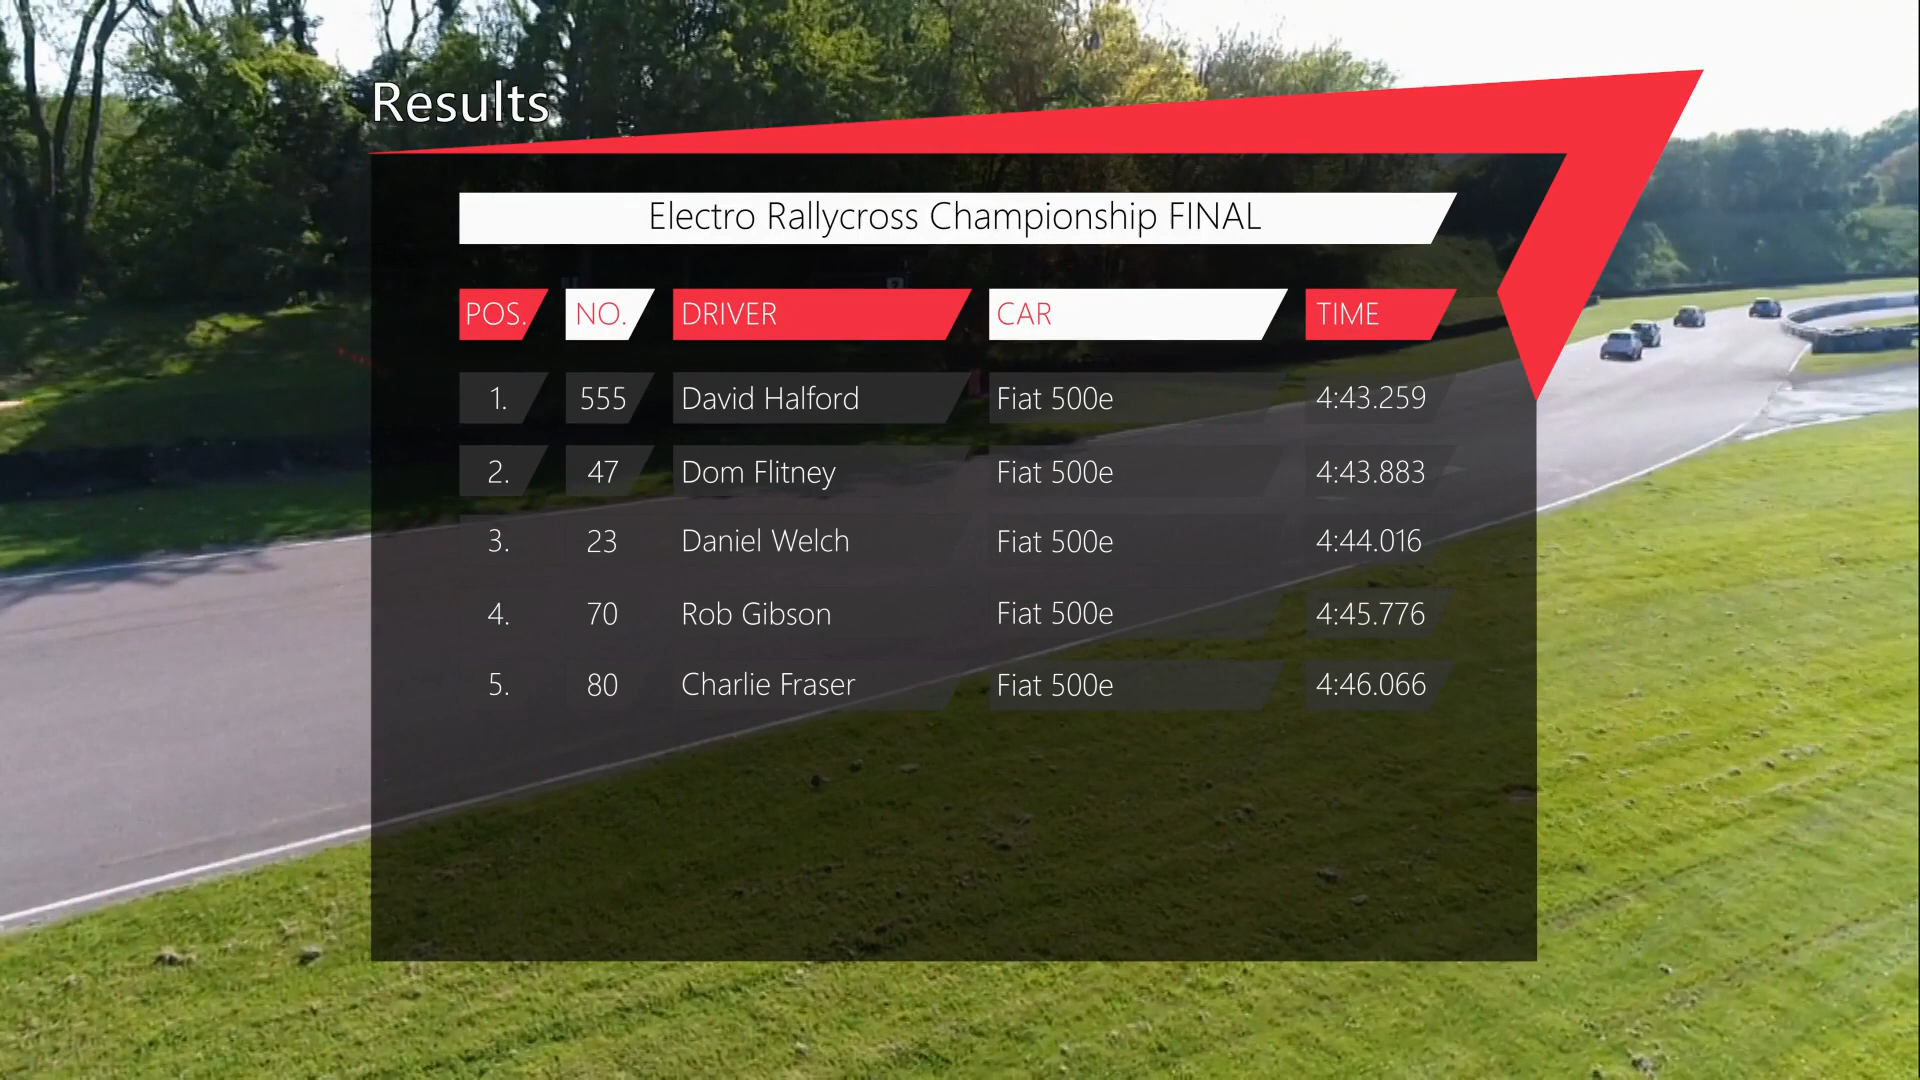 Results
Electro Rallycross Championship FINAL
POS. NO. DRIVER CAR TIME
1. 555 David Halford Fiat 500e 4:43.259
2. 47 Dom Flitney Fiat 500e 4:43.883
3. 23 Daniel Welch Fiat 500e 4:44.016
4. 70 Rob Gibson Fiat 500e 4:45.776
5. 80 Charlie Fraser Fiat 500e 4:46.066